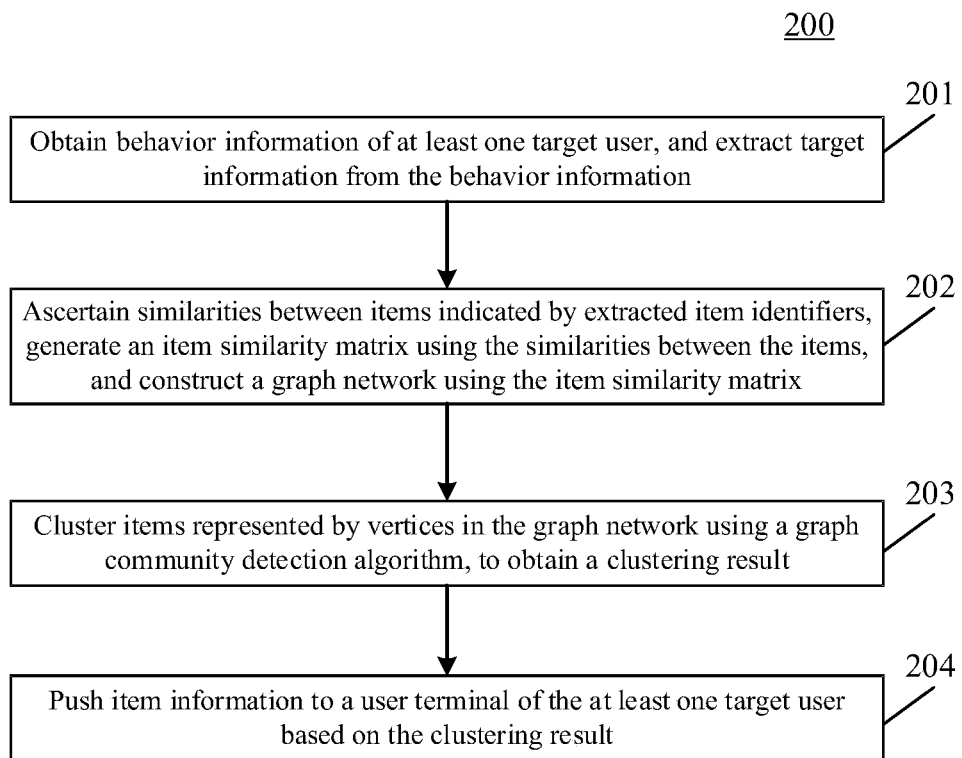 200
201
Obtain behavior information of at least one target user, and extract target
information from the behavior information
202
Ascertain similarities between items indicated by extracted item identifiers,
generate an item similarity matrix using the similarities between the items,
and construct a graph network using the item similarity matrix
203
Cluster items represented by vertices in the graph network using a graph
community detection algorithm, to obtain a clustering result
204
Push item information to a user terminal of the at least one target user
based on the clustering result